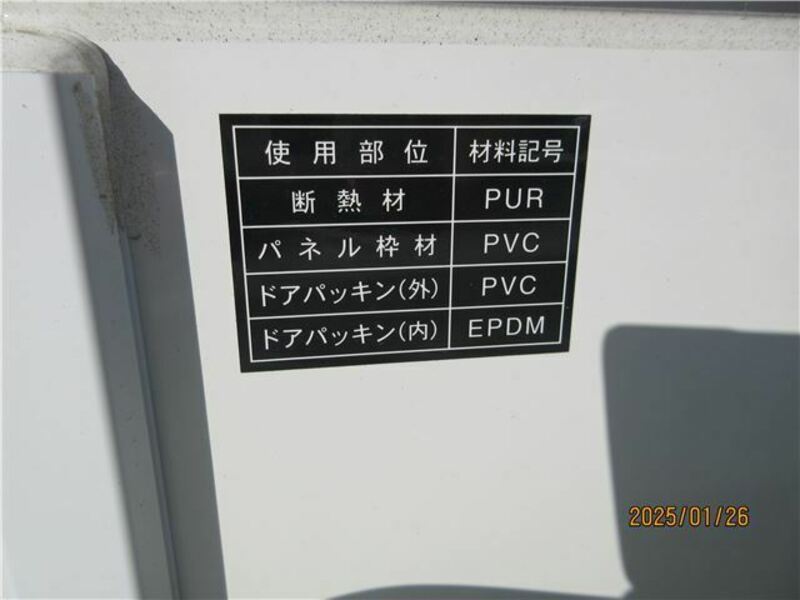 使用部位 材料記号
断熱材 PUR
パネル枠材 PVC
ドアパッキン(外) PVC
ドアパッキン(内) EPDM
2025/01/26